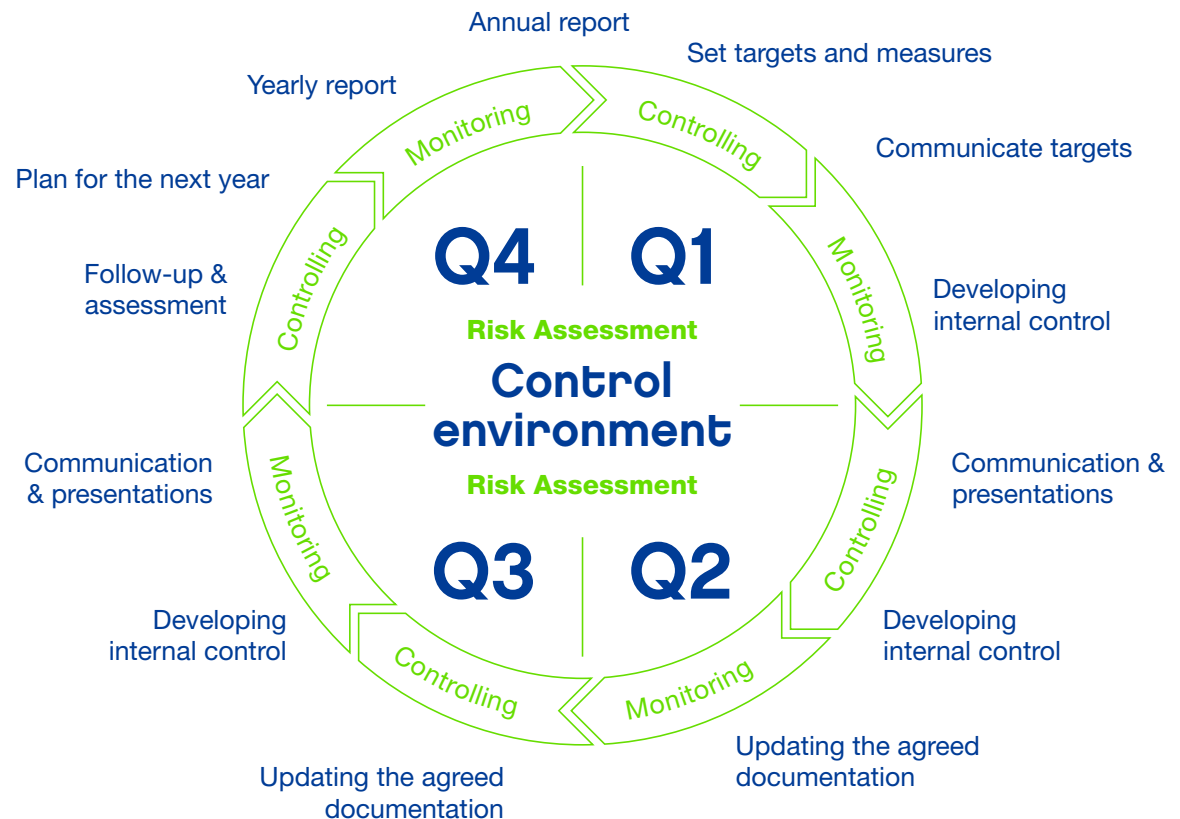 Annual report
Set targets and measures
Yearly report
Monitoring
Controlling
Communicate targets
Plan for the next year
Controlling
Monitoring
Q4
Q1
Follow-up &
assessment
Developing
internal control
Risk Assessment
Control
environment
Risk Assessment
Communication
& presentations
Communication &
presentations
Monitoring
Controlling
Q3
Q2
Developing
internal control
Developing
internal control
Controlling
Monitoring
Updating the agreed
documentation
Updating the agreed
documentation